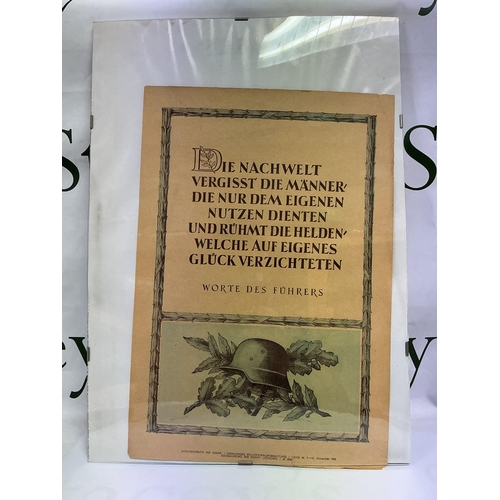 DIE NACHWELT
VERGISST DIE MÄNNER,
DIE NUR DEM EIGENEN
NUTZEN DIENTEN
UND RÜHMT DIE HELDEN,
WELCHE AUF EIGENES
GLÜCK VERZICHTETEN
WORTE DES FÜHRERS